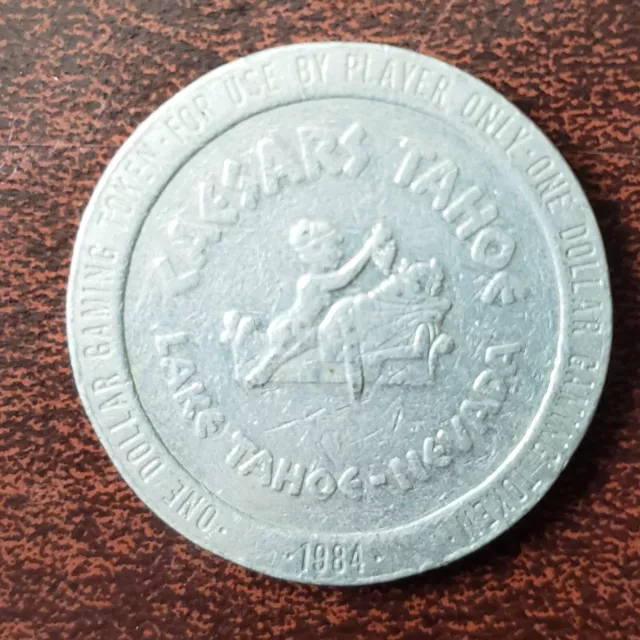 ·ONE DOLLAR GAMING TOKEN·FOR USE BY PLAYER ONLY·ONE DOLLAR GAMING TOKEN·
·1984·
CAESARS TAHOE
LAKE TAHOE-NEVADA